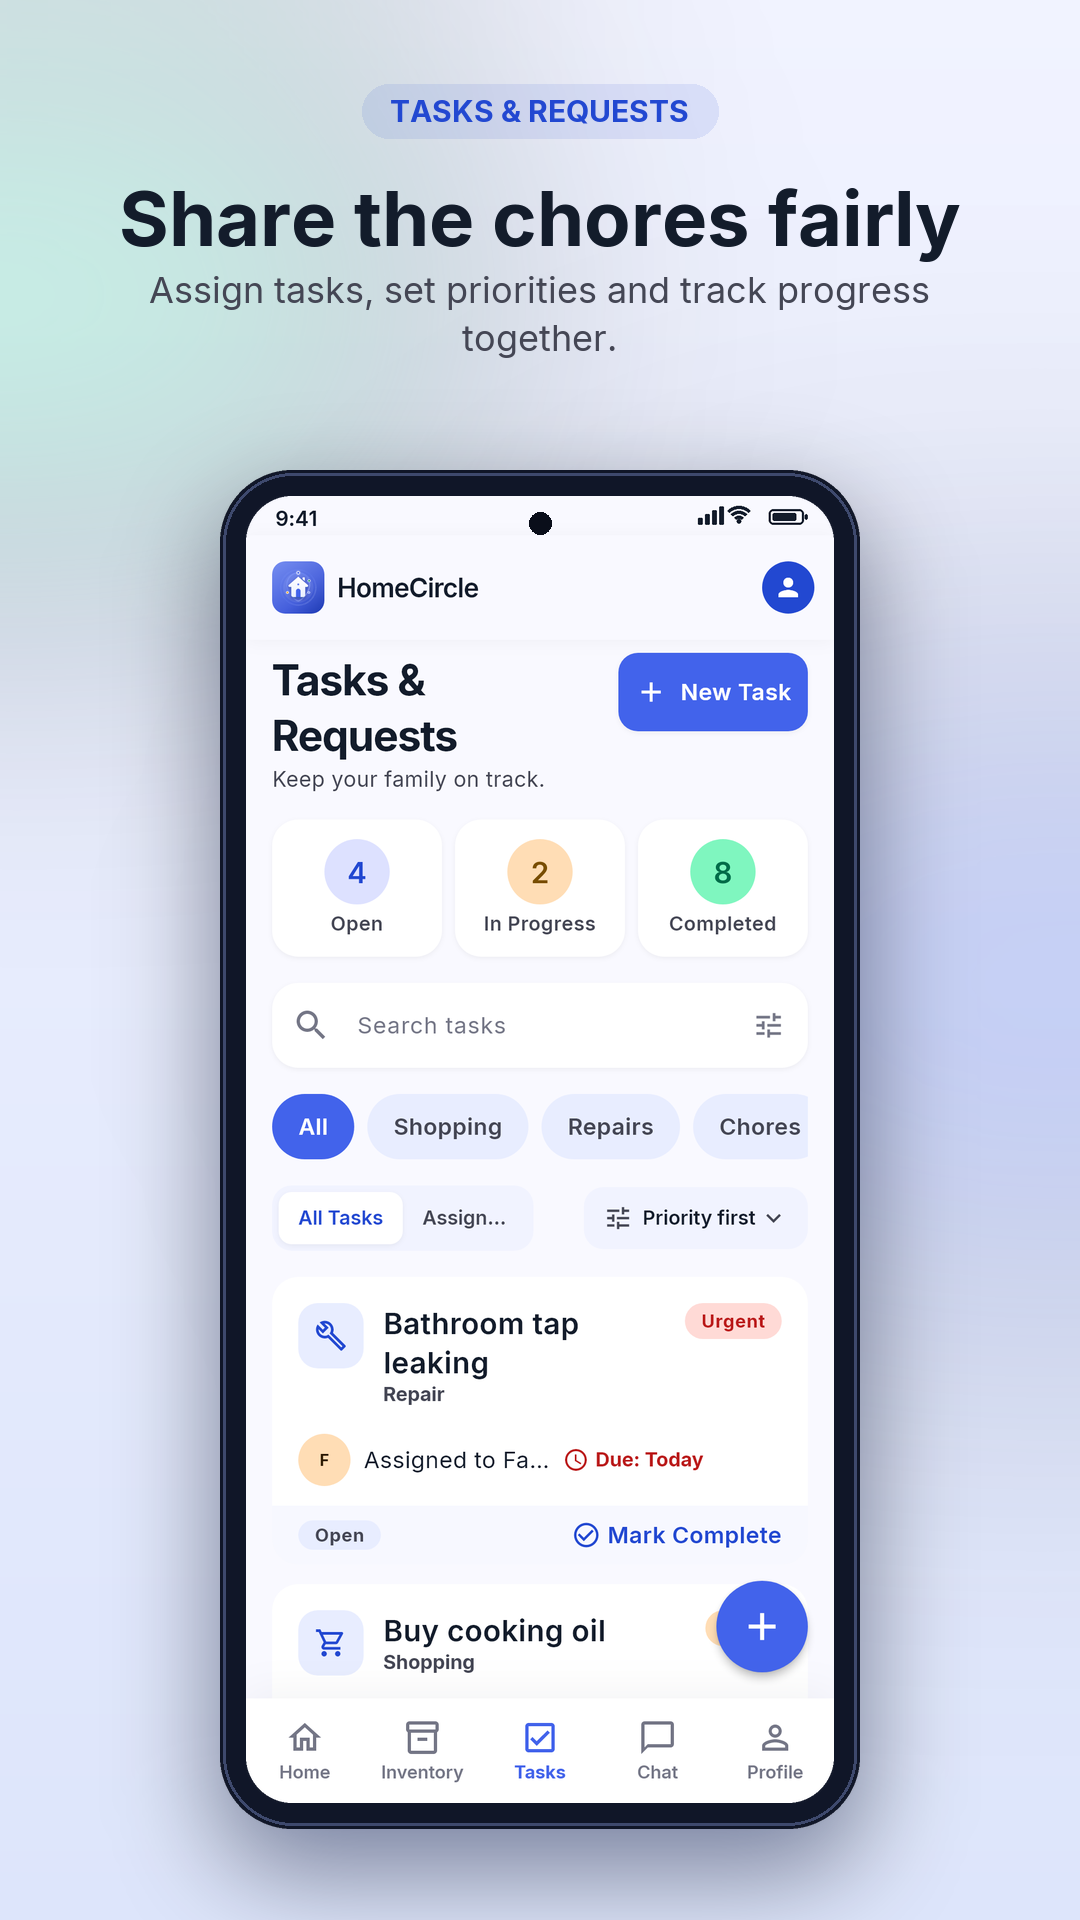 TASKS & REQUESTS
Share the chores fairly
Assign tasks, set priorities and track progress
together.
9:41
HomeCircle
Tasks &
Requests
New Task
Keep your family on track.
4
2
8
Open
In Progress
Completed
Search tasks
All
Shopping
Repairs
Chores
All Tasks
Assign...
Priority first
Bathroom tap
leaking
Urgent
Repair
F
Assigned to Fa...
Due: Today
Open
Mark Complete
Buy cooking oil
Shopping
Home
Inventory
Tasks
Chat
Profile